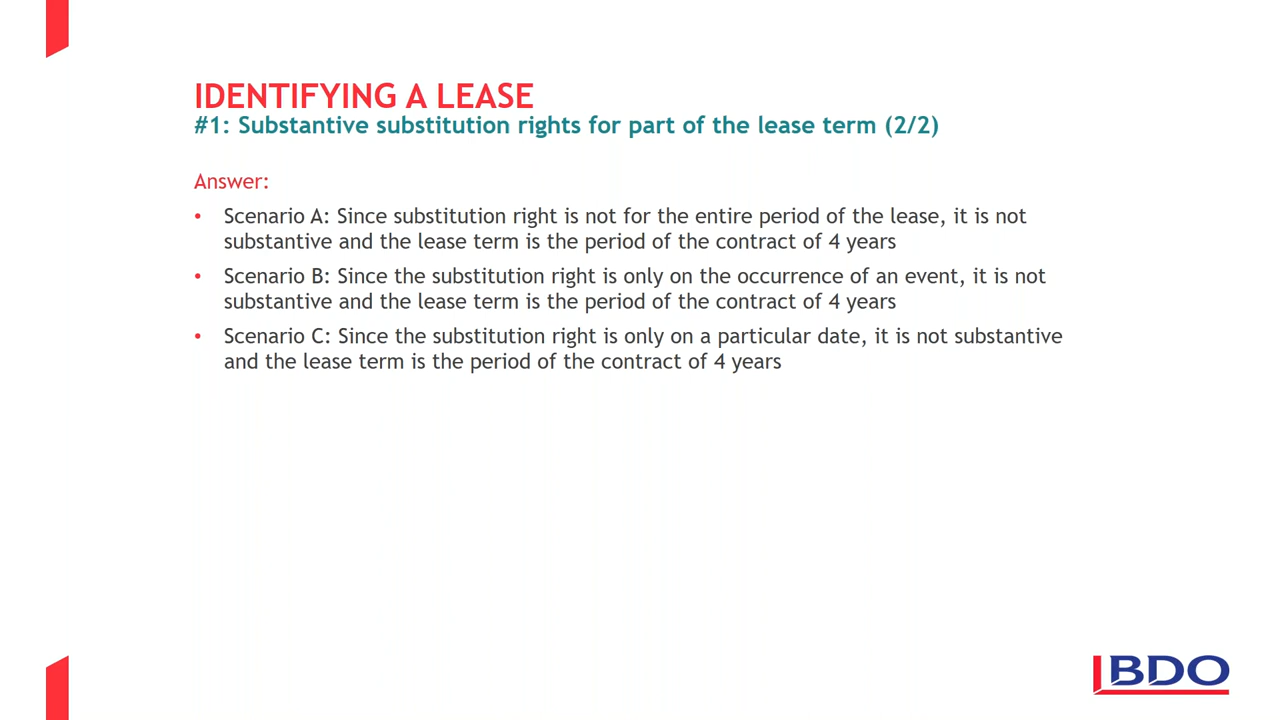 IDENTIFYING A LEASE
#1: Substantive substitution rights for part of the lease term (2/2)
Answer:
• Scenario A: Since substitution right is not for the entire period of the lease, it is not
substantive and the lease term is the period of the contract of 4 years
• Scenario B: Since the substitution right is only on the occurrence of an event, it is not
substantive and the lease term is the period of the contract of 4 years
• Scenario C: Since the substitution right is only on a particular date, it is not substantive
and the lease term is the period of the contract of 4 years
BDO